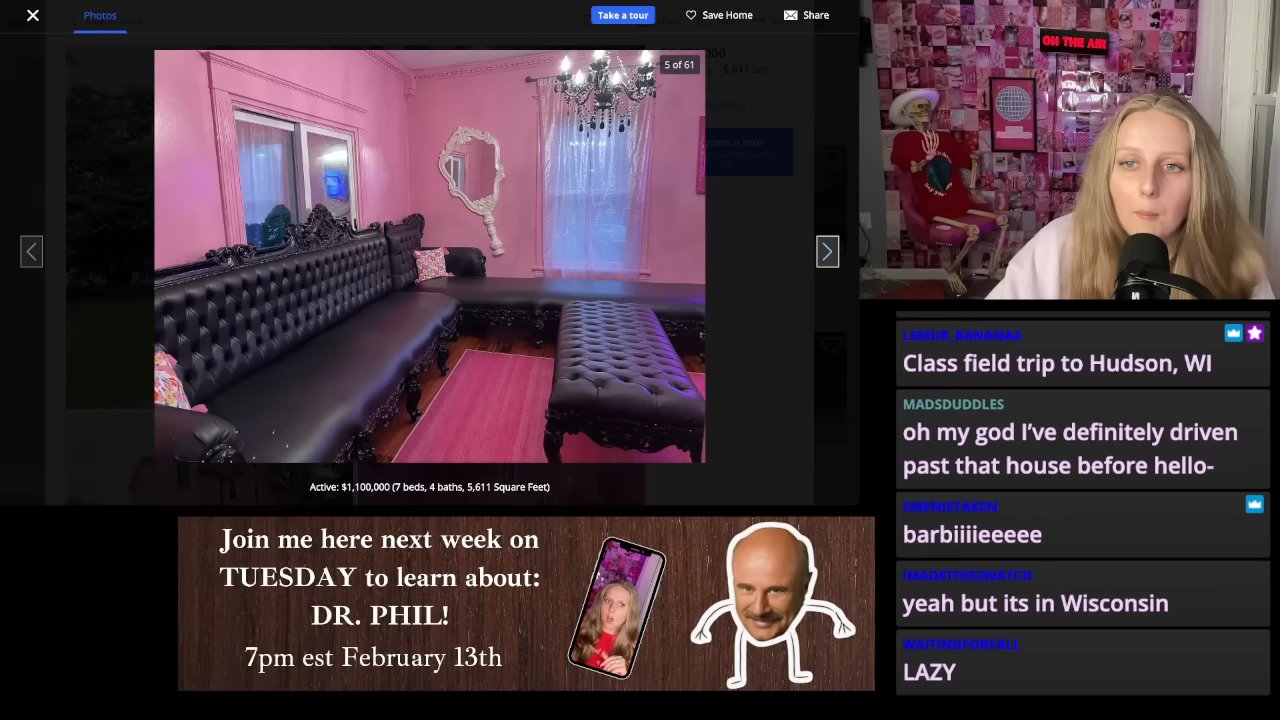 Photos
Take a tour
Save Home
Share
5 of 61
Active: $1,100,000 (7 beds, 4 baths, 5,611 Square Feet)
ON THE AIR
LEMUR_BANANA4
Class field trip to Hudson, WI
MADSDUDDLES
oh my god I've definitely driven
past that house before hello-
SIRENISTAKEN
barbiiiieeeee
IMADETHIS2WATCH
yeah but its in Wisconsin
WAITINGFORFALL
LAZY
Join me here next week on
TUESDAY to learn about:
DR. PHIL!
7pm est February 13th